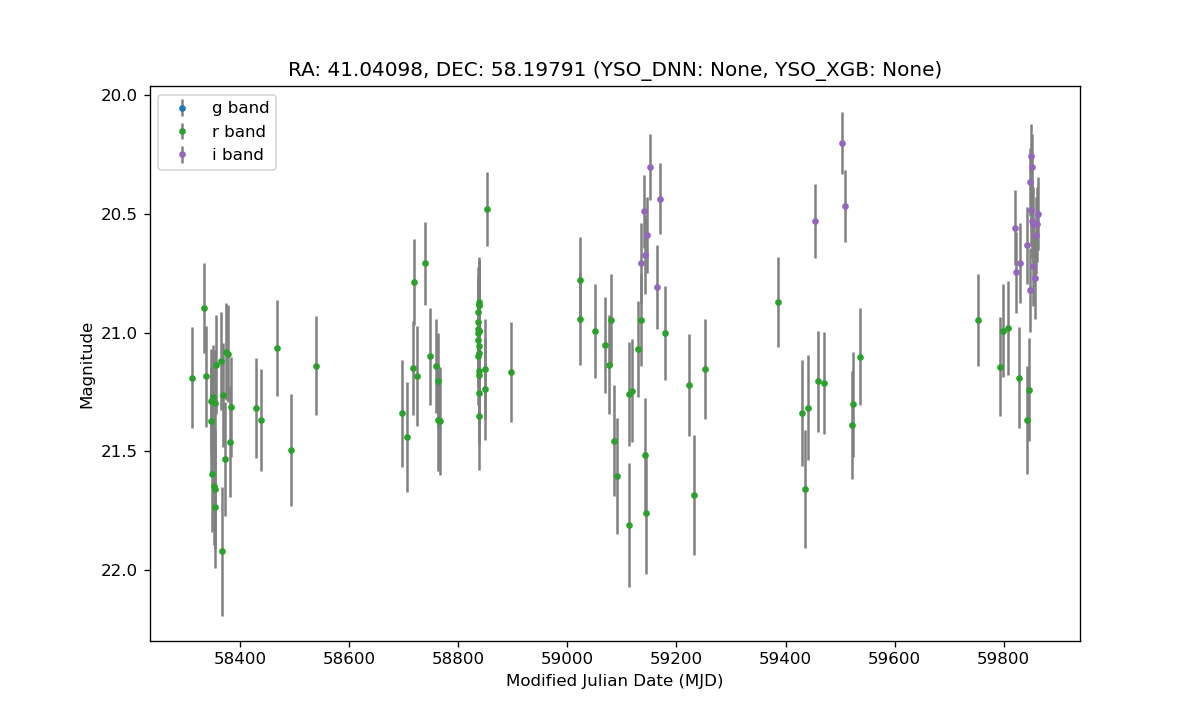 RA: 41.04098, DEC: 58.19791 (YSO_DNN: None, YSO_XGB: None)
g band
r band
i band
Magnitude
20.0
20.5
21.0
21.5
22.0
58400 58600 58800 59000 59200 59400 59600 59800
Modified Julian Date (MJD)